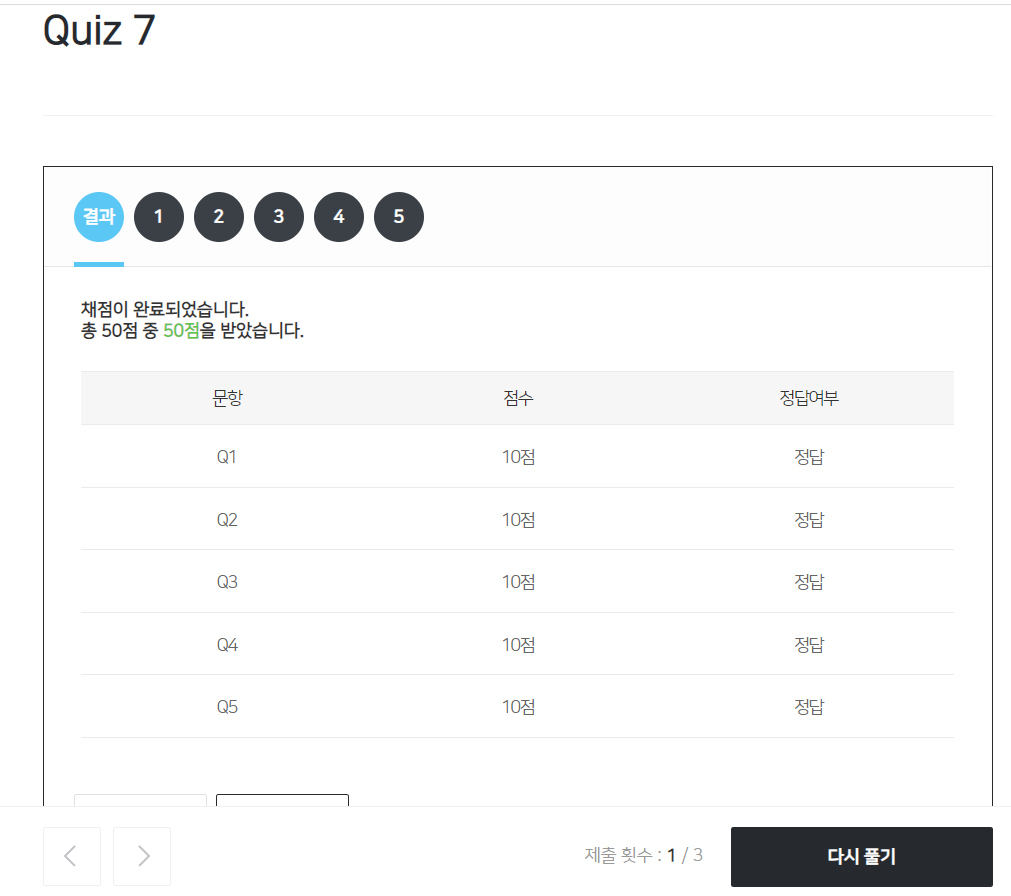 Quiz 7
결과 1 2 3 4 5
채점이 완료되었습니다.
총 50점 중 50점을 받았습니다.
문항 점수 정답여부
Q1 10점 정답
Q2 10점 정답
Q3 10점 정답
Q4 10점 정답
Q5 10점 정답
제출 횟수 : 1 / 3 다시 풀기